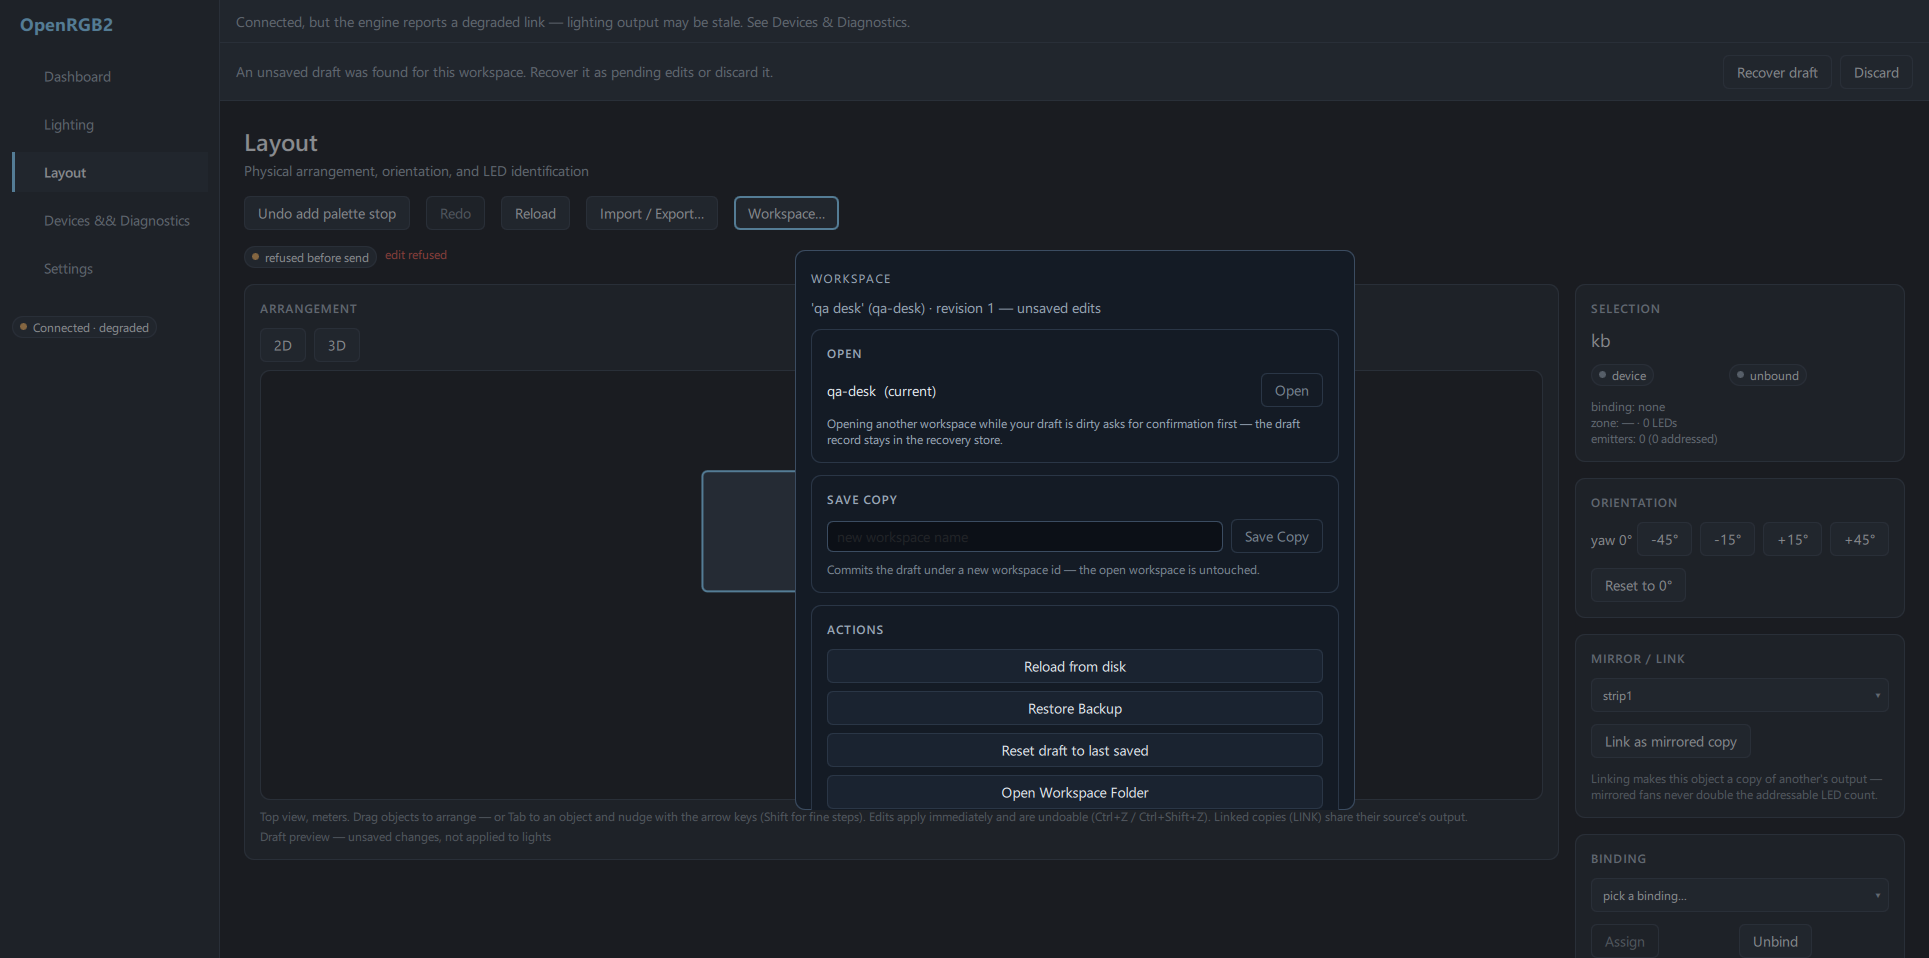 OpenRGB2
Dashboard
Lighting
Layout
Devices && Diagnostics
Settings
Connected · degraded
Connected, but the engine reports a degraded link — lighting output may be stale. See Devices & Diagnostics.
An unsaved draft was found for this workspace. Recover it as pending edits or discard it.
Recover draft
Discard
Layout
Physical arrangement, orientation, and LED identification
Undo add palette stop
Redo
Reload
Import / Export...
Workspace...
refused before send
edit refused
ARRANGEMENT
2D
3D
Top view, meters. Drag objects to arrange — or Tab to an object and nudge with the arrow keys (Shift for fine steps). Edits apply immediately and are undoable (Ctrl+Z / Ctrl+Shift+Z). Linked copies (LINK) share their source's output.
Draft preview — unsaved changes, not applied to lights
WORKSPACE
'qa desk' (qa-desk) · revision 1 — unsaved edits
OPEN
qa-desk (current)
Open
Opening another workspace while your draft is dirty asks for confirmation first — the draft
record stays in the recovery store.
SAVE COPY
new workspace name
Save Copy
Commits the draft under a new workspace id — the open workspace is untouched.
ACTIONS
Reload from disk
Restore Backup
Reset draft to last saved
Open Workspace Folder
SELECTION
kb
device
unbound
binding: none
zone: — · 0 LEDs
emitters: 0 (0 addressed)
ORIENTATION
yaw 0°
-45°
-15°
+15°
+45°
Reset to 0°
MIRROR / LINK
strip1
Link as mirrored copy
Linking makes this object a copy of another's output —
mirrored fans never double the addressable LED count.
BINDING
pick a binding...
Assign
Unbind